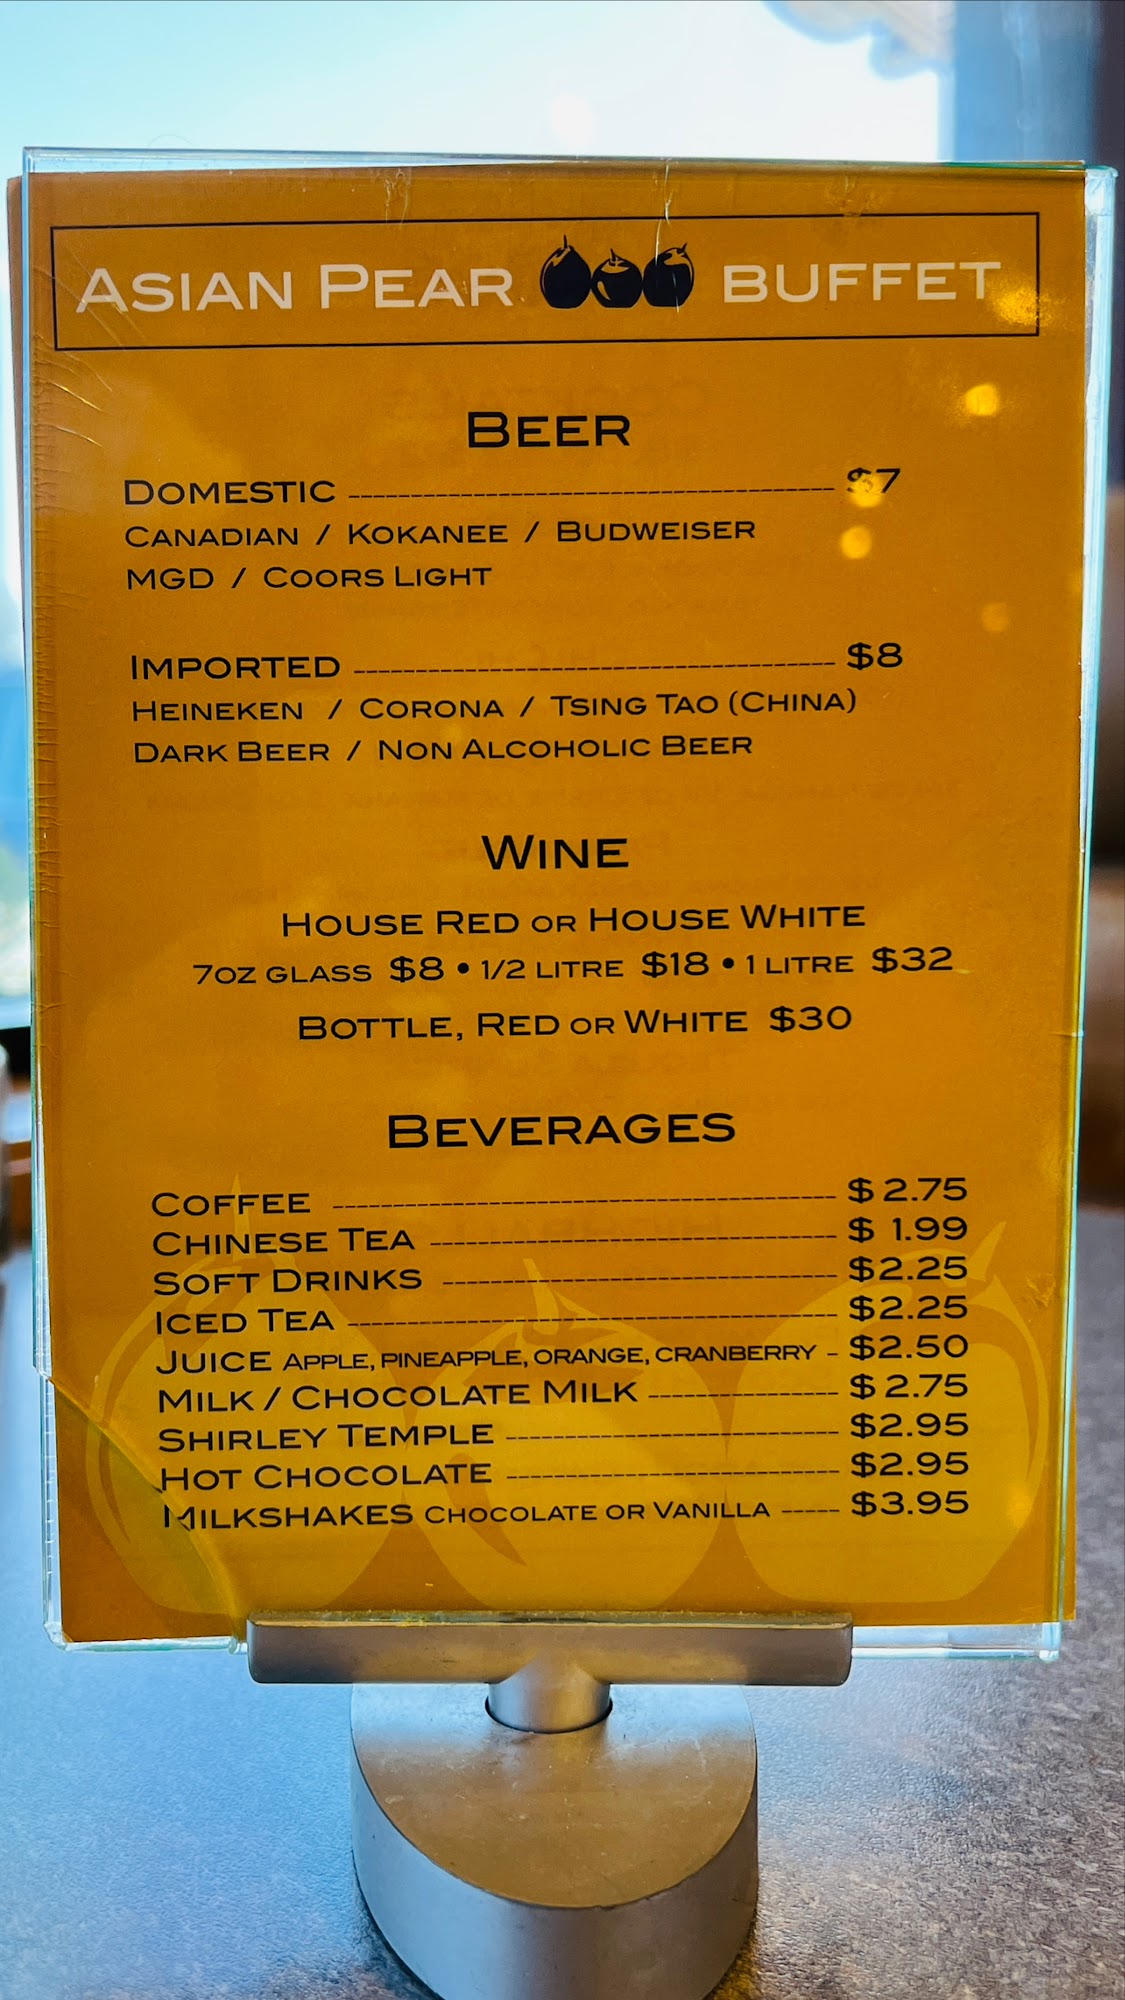 ASIAN PEAR BUFFET
BEER
DOMESTIC $7
CANADIAN / KOKANEE / BUDWEISER
MGD / COORS LIGHT
IMPORTED $8
HEINEKEN / CORONA / TSING TAO (CHINA)
DARK BEER / NON ALCOHOLIC BEER
WINE
HOUSE RED OR HOUSE WHITE
7OZ GLASS $8 • 1/2 LITRE $18 • 1 LITRE $32
BOTTLE, RED OR WHITE $30
BEVERAGES
COFFEE $2.75
CHINESE TEA $1.99
SOFT DRINKS $2.25
ICED TEA $2.25
JUICE APPLE, PINEAPPLE, ORANGE, CRANBERRY $2.50
MILK / CHOCOLATE MILK $2.75
SHIRLEY TEMPLE $2.95
HOT CHOCOLATE $2.95
MILKSHAKES CHOCOLATE OR VANILLA $3.95